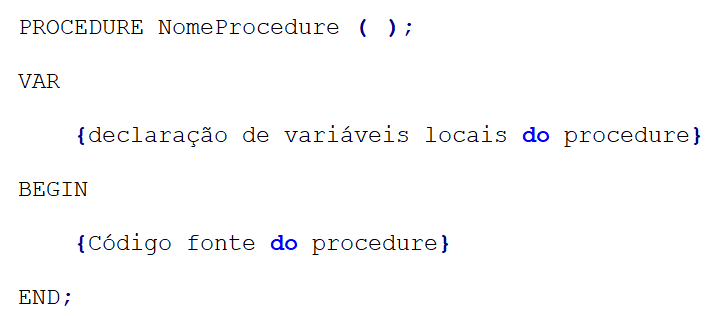 PROCEDURE NomeProcedure ( );
VAR
{declaração de variáveis locais do procedure}
BEGIN
{Código fonte do procedure}
END;